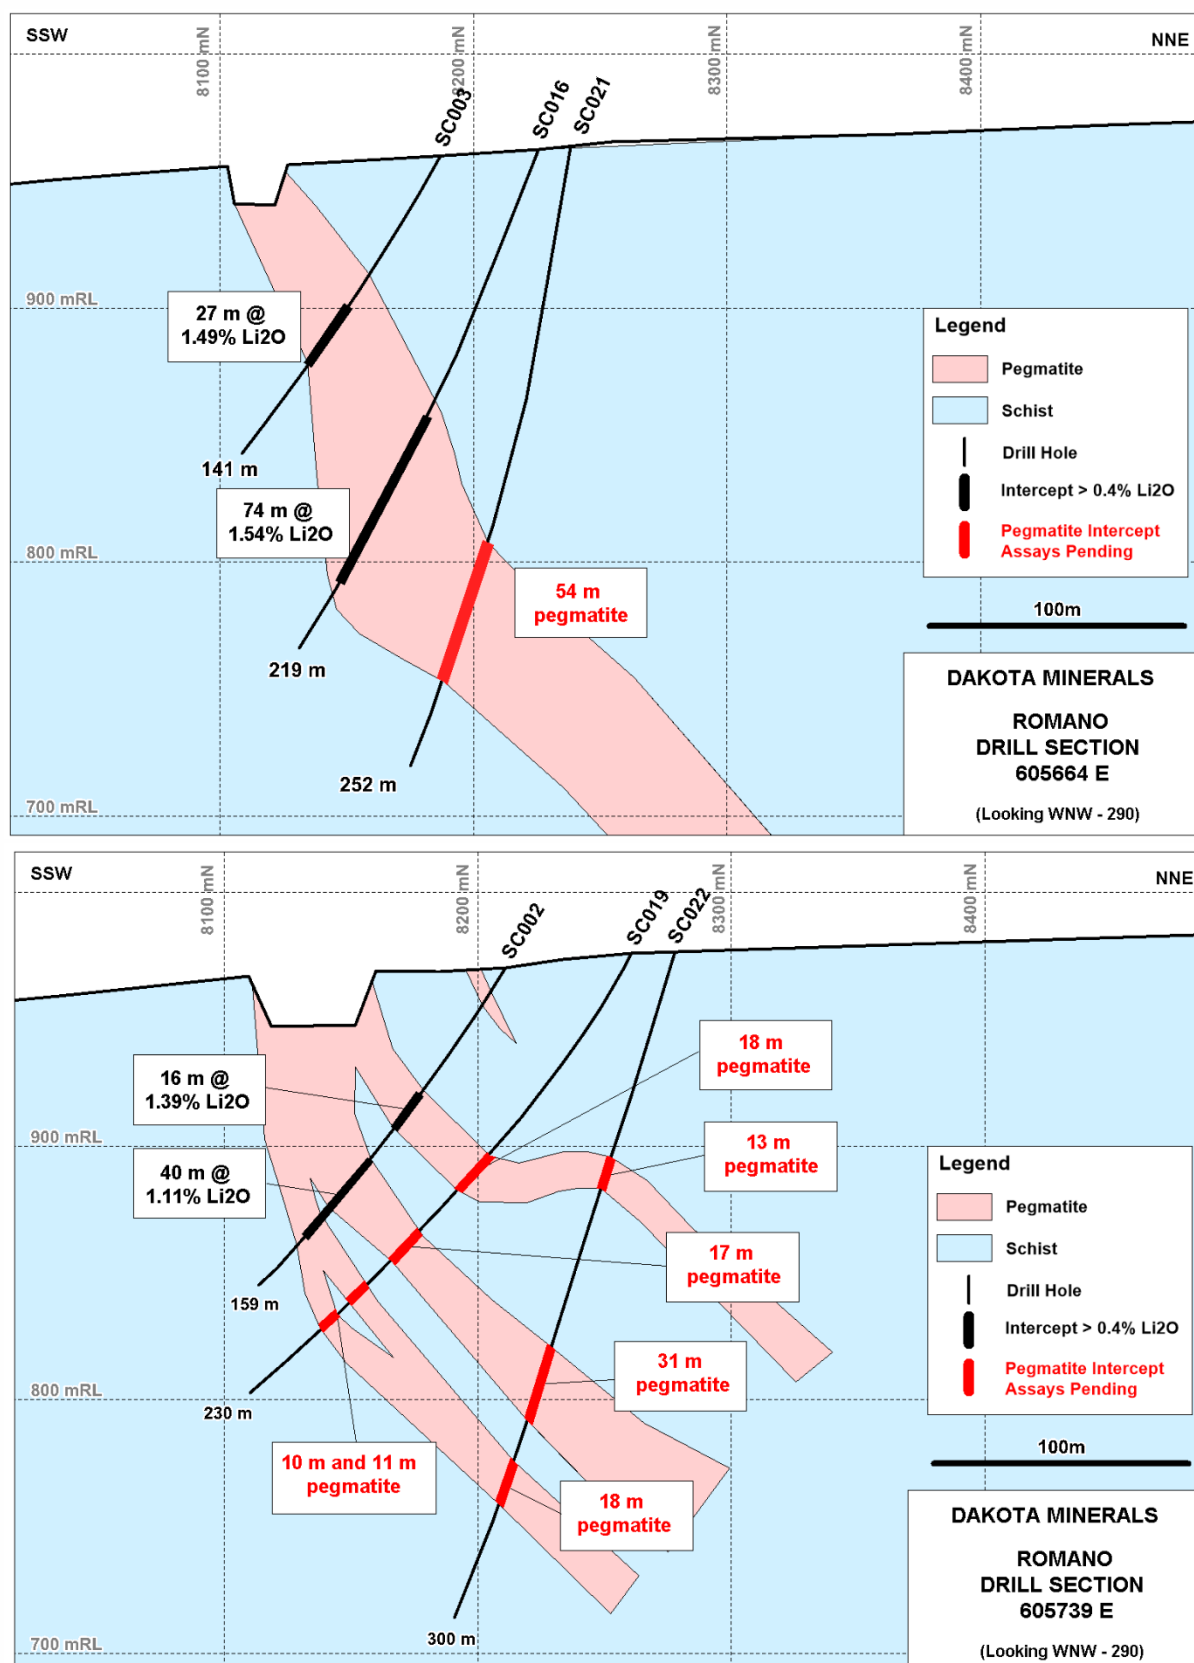 SSW
8100 mN
8200 mN
8300 mN
8400 mN
NNE
SC003
SC016
SC021
900 mRL
27 m @
1.49% Li2O
141 m
74 m @
1.54% Li2O
219 m
800 mRL
54 m
pegmatite
252 m
700 mRL
Legend
Pegmatite
Schist
Drill Hole
Intercept > 0.4% Li2O
Pegmatite Intercept
Assays Pending
100m
DAKOTA MINERALS
ROMANO
DRILL SECTION
605664 E
(Looking WNW - 290)
SSW
8100 mN
8200 mN
8300 mN
8400 mN
NNE
SC002
SC019
SC022
18 m
pegmatite
16 m @
1.39% Li2O
900 mRL
13 m
pegmatite
40 m @
1.11% Li2O
17 m
pegmatite
159 m
31 m
pegmatite
800 mRL
230 m
10 m and 11 m
pegmatite
18 m
pegmatite
300 m
700 mRL
Legend
Pegmatite
Schist
Drill Hole
Intercept > 0.4% Li2O
Pegmatite Intercept
Assays Pending
100m
DAKOTA MINERALS
ROMANO
DRILL SECTION
605739 E
(Looking WNW - 290)